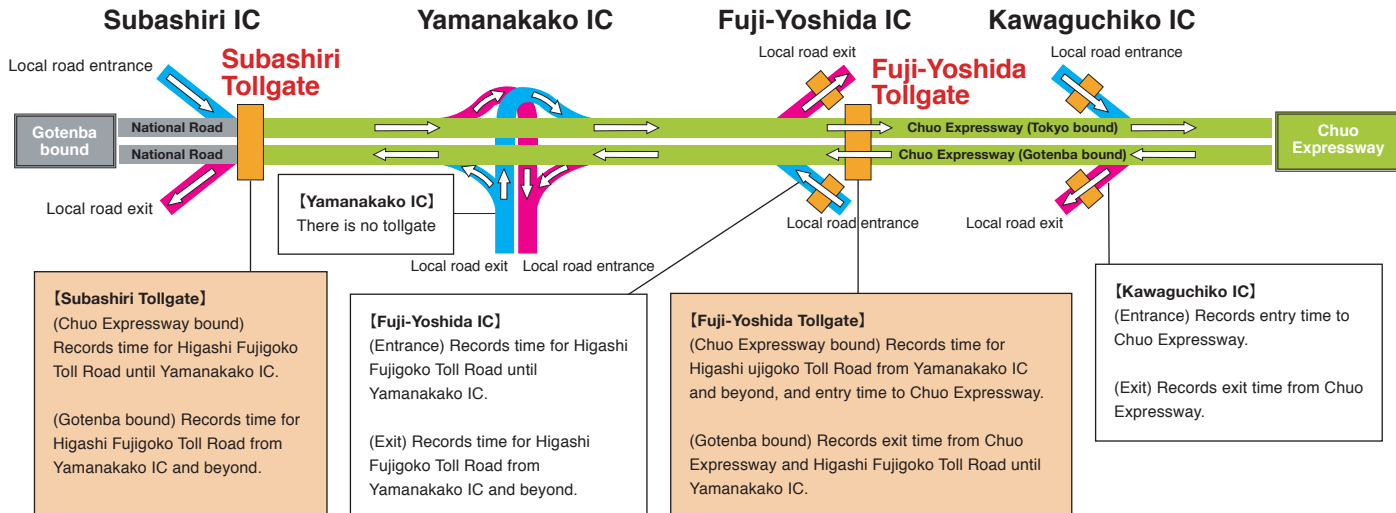 Subashiri IC
Yamanakako IC
Fuji-Yoshida IC
Kawaguchiko IC
Local road entrance
Subashiri
Tollgate
Local road exit
Fuji-Yoshida
Tollgate
Local road entrance
Gotenba
bound
National Road
National Road
Chuo Expressway (Tokyo bound)
Chuo Expressway (Gotenba bound)
Chuo
Expressway
Local road exit
【Yamanakako IC】
There is no tollgate
Local road exit
Local road entrance
Local road entrance
Local road exit
【Subashiri Tollgate】
(Chuo Expressway bound)
Records time for Higashi Fujigoko
Toll Road until Yamanakako IC.
(Gotenba bound) Records time for
Higashi Fujigoko Toll Road from
Yamanakako IC and beyond.
【Fuji-Yoshida IC】
(Entrance) Records time for Higashi
Fujigoko Toll Road until
Yamanakako IC.
(Exit) Records time for Higashi
Fujigoko Toll Road from
Yamanakako IC and beyond.
【Fuji-Yoshida Tollgate】
(Chuo Expressway bound) Records time for
Higashi ujigoko Toll Road from Yamanakako IC
and beyond, and entry time to Chuo Expressway.
(Gotenba bound) Records exit time from Chuo
Expressway and Higashi Fujigoko Toll Road until
Yamanakako IC.
【Kawaguchiko IC】
(Entrance) Records entry time to
Chuo Expressway.
(Exit) Records exit time from Chuo
Expressway.